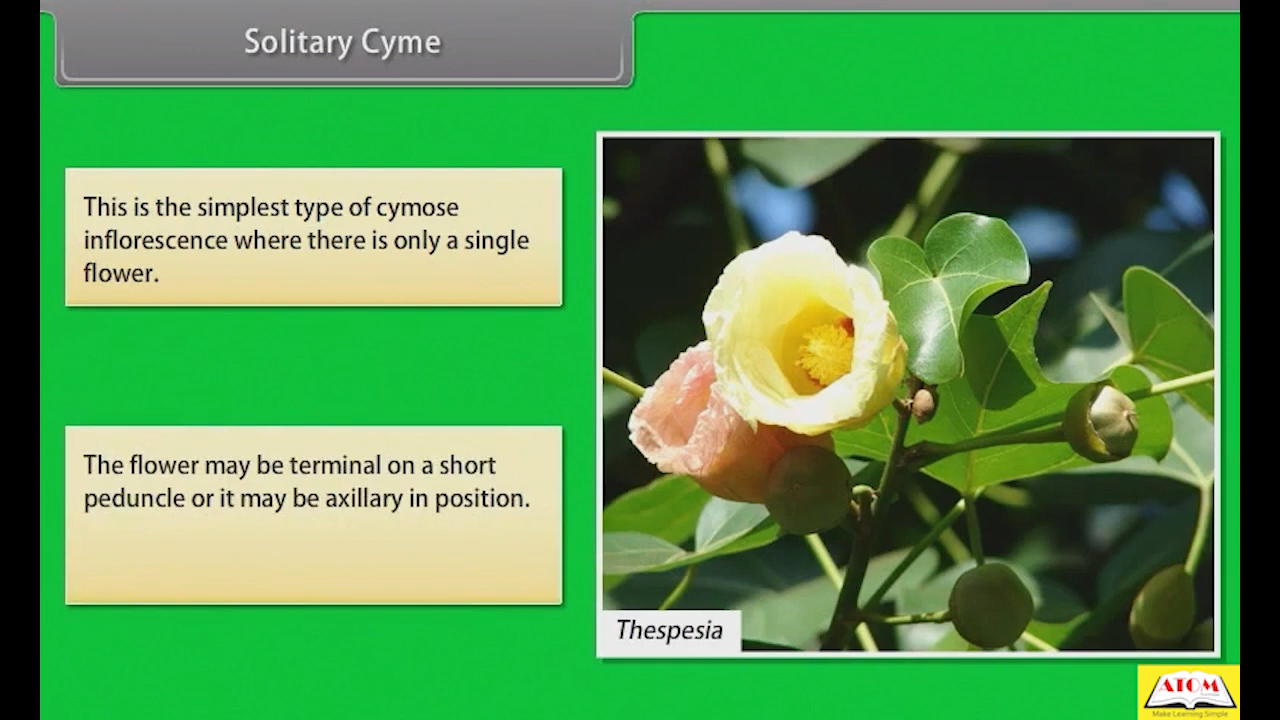 Solitary Cyme
This is the simplest type of cymose
inflorescence where there is only a single
flower.
The flower may be terminal on a short
peduncle or it may be axillary in position.
Thespesia
ATOM
Make Learning Simple